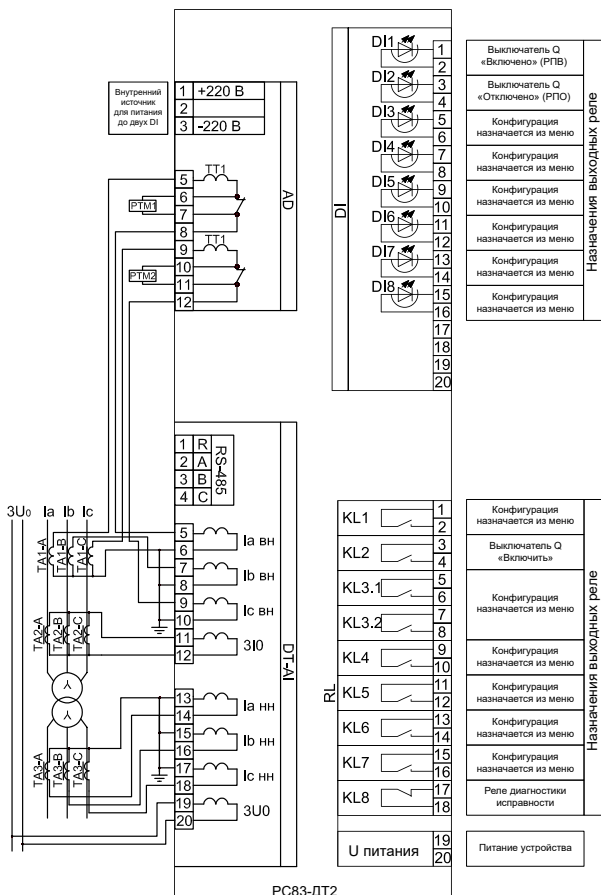 Внутренний
источник
для питания
до двух DI
1 +220 В
2
3 -220 В
5
6
7
8
9
10
11
12
TT1
PTM1
TT1
PTM2
AD
1 R
2 A
3 B
4 C
RS-485
3U0 Ia Ib Ic
TA1-A
TA1-B
TA1-C
TA2-A
TA2-B
TA2-C
TA3-A
TA3-B
TA3-C
5
6
7
8
9
10
11
12
13
14
15
16
17
18
19
20
Ia вн
Ib вн
Ic вн
3I0
Ia нн
Ib нн
Ic нн
3U0
DT-AI
DI
DI1
DI2
DI3
DI4
DI5
DI6
DI7
DI8
1
2
3
4
5
6
7
8
9
10
11
12
13
14
15
16
17
18
19
20
Выключатель Q
«Включено» (РПВ)
Выключатель Q
«Отключено» (РПО)
Конфигурация
назначается из меню
Конфигурация
назначается из меню
Конфигурация
назначается из меню
Конфигурация
назначается из меню
Конфигурация
назначается из меню
Конфигурация
назначается из меню
Назначения выходных реле
RL
KL1
KL2
KL3.1
KL3.2
KL4
KL5
KL6
KL7
KL8
1
2
3
4
5
6
7
8
9
10
11
12
13
14
15
16
17
18
Конфигурация
назначается из меню
Выключатель Q
«Включить»
Конфигурация
назначается из меню
Конфигурация
назначается из меню
Конфигурация
назначается из меню
Конфигурация
назначается из меню
Конфигурация
назначается из меню
Реле диагностики
исправности
Назначения выходных реле
U питания
19
20
Питание устройства
РС83-ДТ2